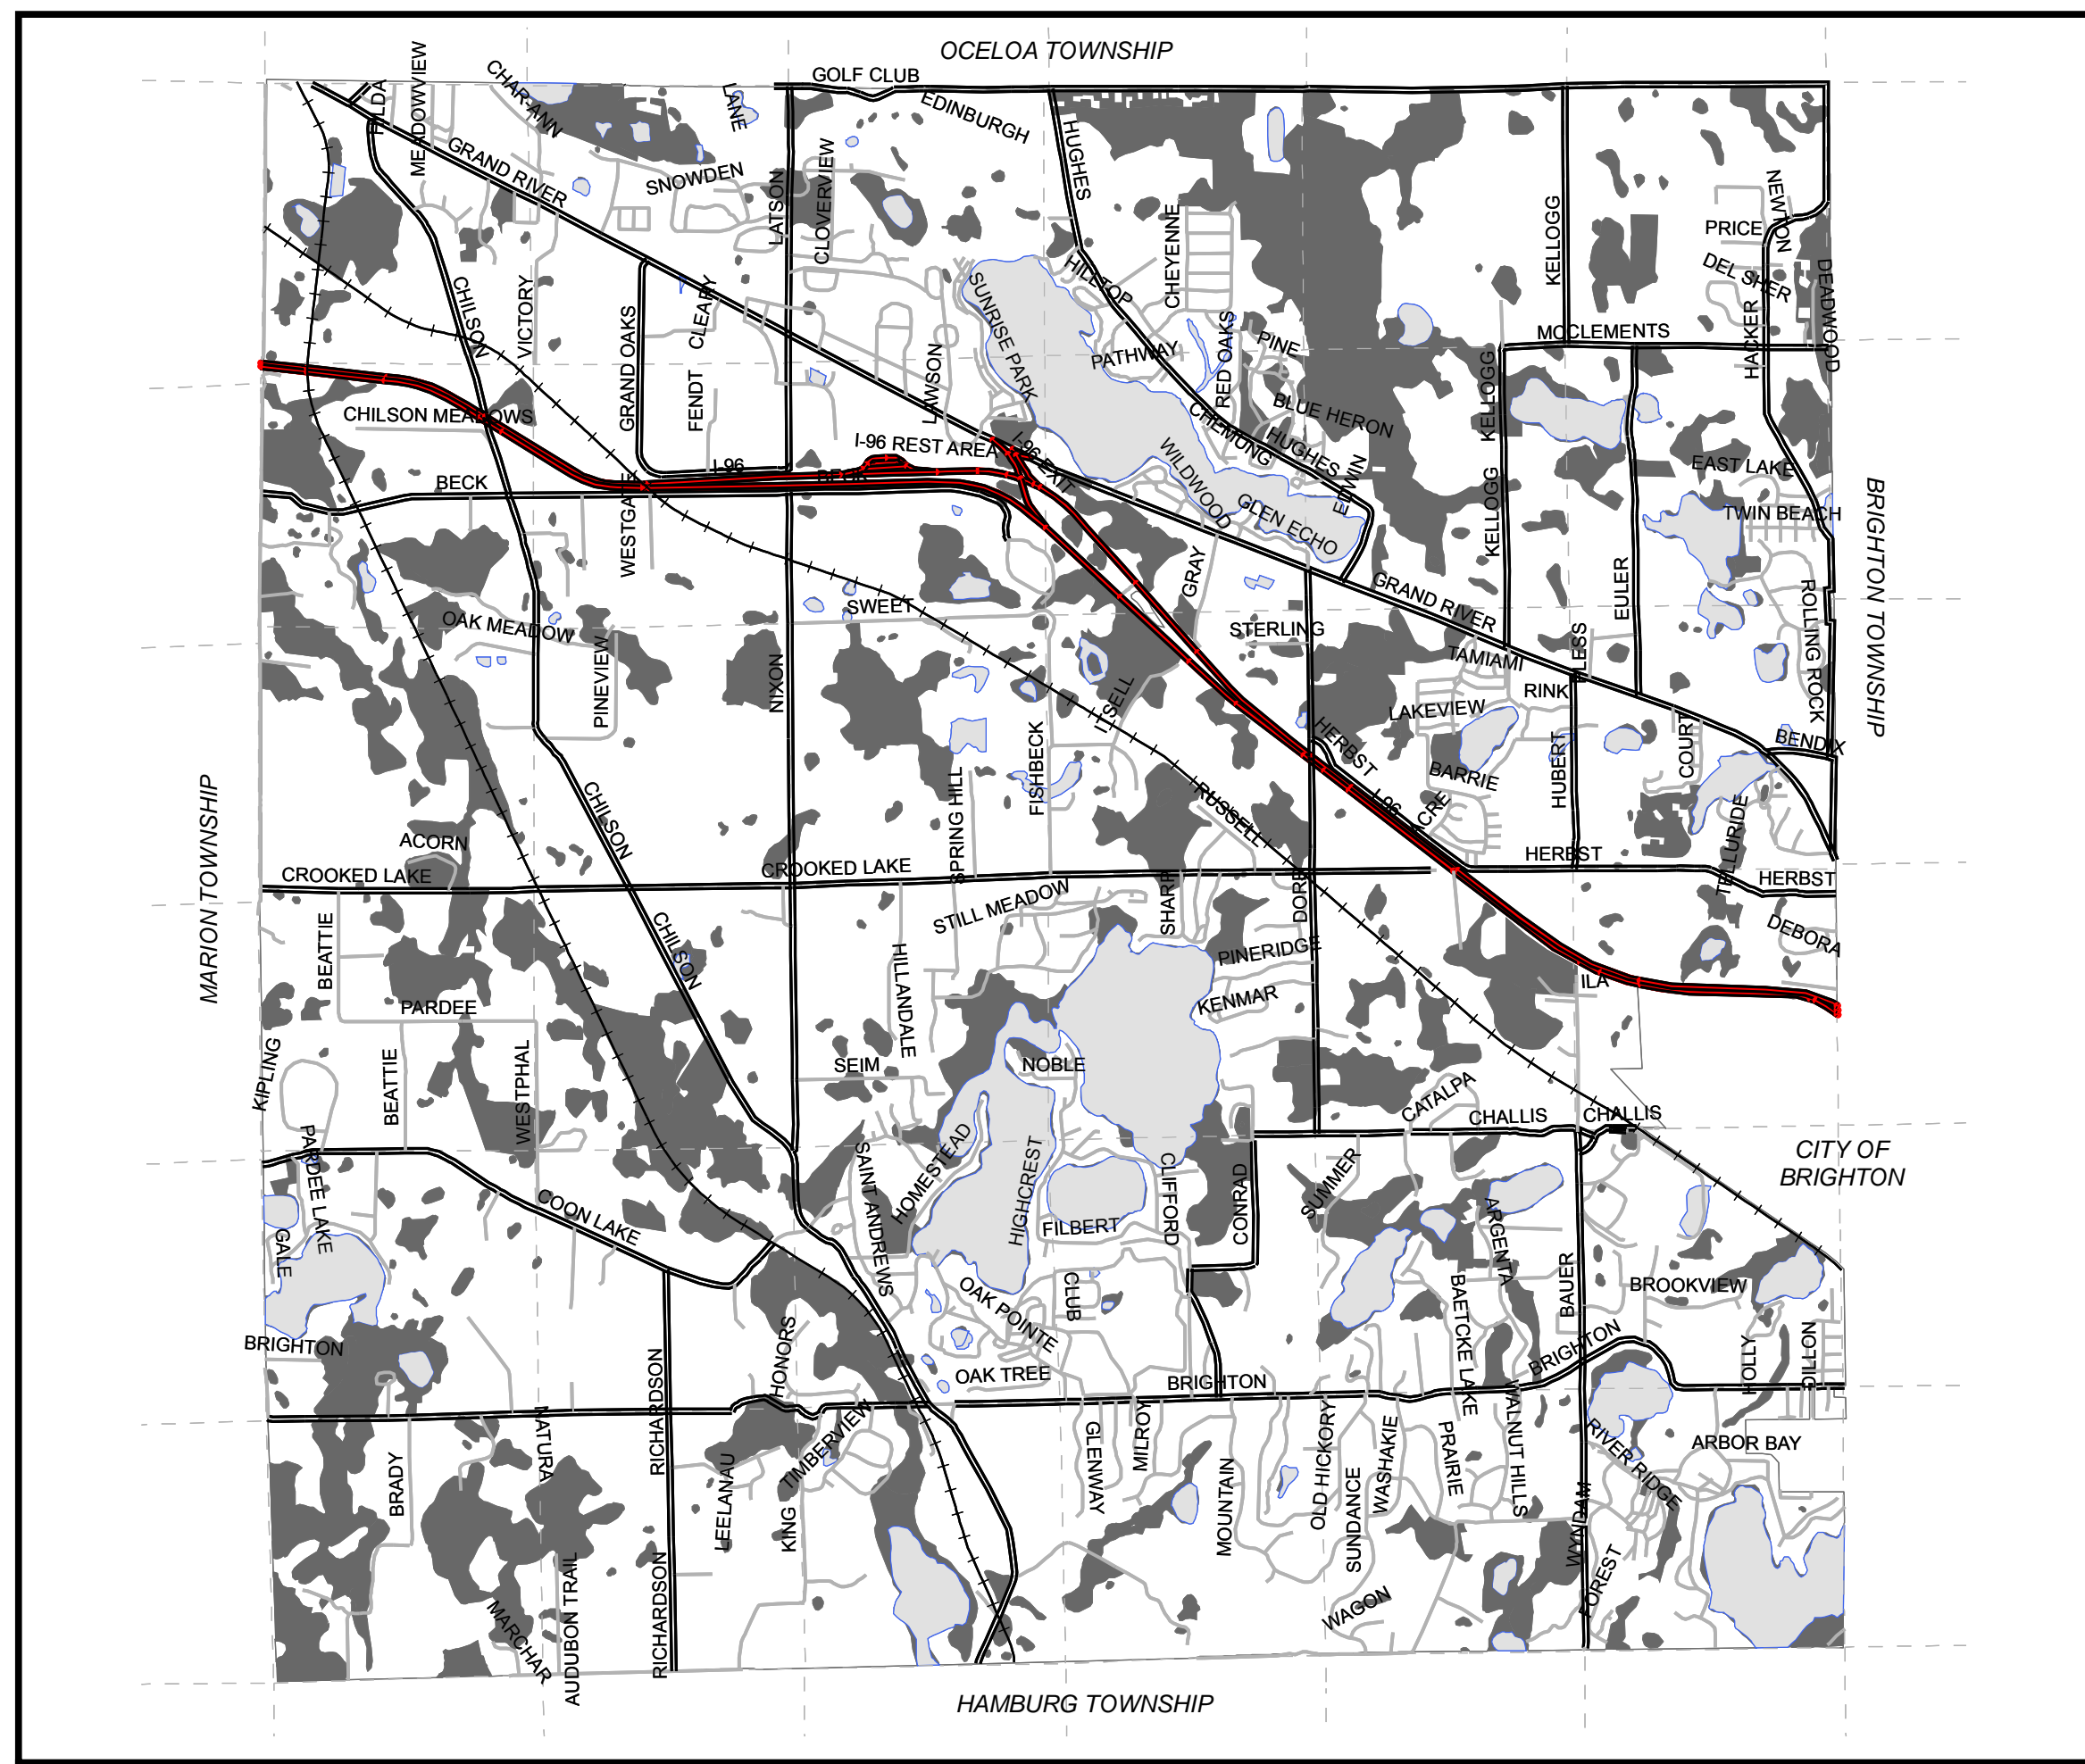 OCELOA TOWNSHIP
GOLF CLUB
HILDA
MEADOWVIEW
CHAR-ANN
LANE
EDINBURGH
GRAND RIVER
SNOWDEN
LATSON
CLOVERVIEW
HUGHES
CHEYENNE
KELLOGG
NEWTON
PRICE
DEL SHER
DEADWOOD
HILLTOP
CHILSON
VICTORY
GRAND OAKS
CLEARY
FENDT
LAWSON
SUNRISE PARK
PATHWAY
RED OAKS
PINE
MCCLEMENTS
HACKER
KELLOGG
BLUE HERON
CHILSON MEADOWS
I-96 REST AREA
I-96 EXIT
CHEMUNG
HUGHES
WILDWOOD
EDWIN
GLEN ECHO
EAST LAKE
TWIN BEACH
I-96
BECK
BECK
WESTGATE
KELLOGG
EULER
BRIGHTON TOWNSHIP
GRAY
GRAND RIVER
ROLLING ROCK
SWEET
OAK MEADOW
PINEVIEW
NIXON
STERLING
LESS
TAMIAMI
RINK
LAKEVIEW
SELL
FISHBECK
HERBST
HUBERT
COURT
BENDIX
BARRIE
I-96
ACRE
RUSSELL
TELLURIDE
CHILSON
SPRING HILL
MARION TOWNSHIP
ACORN
CROOKED LAKE
CROOKED LAKE
HERBST
HERBST
STILL MEADOW
SHARP
DORR
DEBORA
BEATTIE
CHILSON
HILLANDALE
PINERIDGE
KENMAR
ILA
PARDEE
KIPLING
BEATTIE
WESTPHAL
SEIM
NOBLE
CATALPA
CHALLIS
CHALLIS
CITY OF
BRIGHTON
PARDEE LAKE
COON LAKE
SAINT ANDREWS
HOMESTEAD
HIGHCREST
CLIFFORD
CONRAD
SUMMER
ARGENTA
FILBERT
GALE
BAUER
BROOKVIEW
BAETCKE LAKE
OAK POINTE
CLUB
BRIGHTON
HONORS
RICHARDSON
OAK TREE
BRIGHTON
BRIGHTON
HOLLY
DILLON
WALNUT HILLS
NATURA
BRADY
LEELANAU
TIMBERVIEW
KING
GLENWAY
MILROY
MOUNTAIN
OLD HICKORY
SUNDANCE
WASHAKIE
PRAIRIE
WYNDAM
RIVER RIDGE
ARBOR BAY
FOREST
WAGON
MARCHAR
AUDUBON TRAIL
RICHARDSON
HAMBURG TOWNSHIP